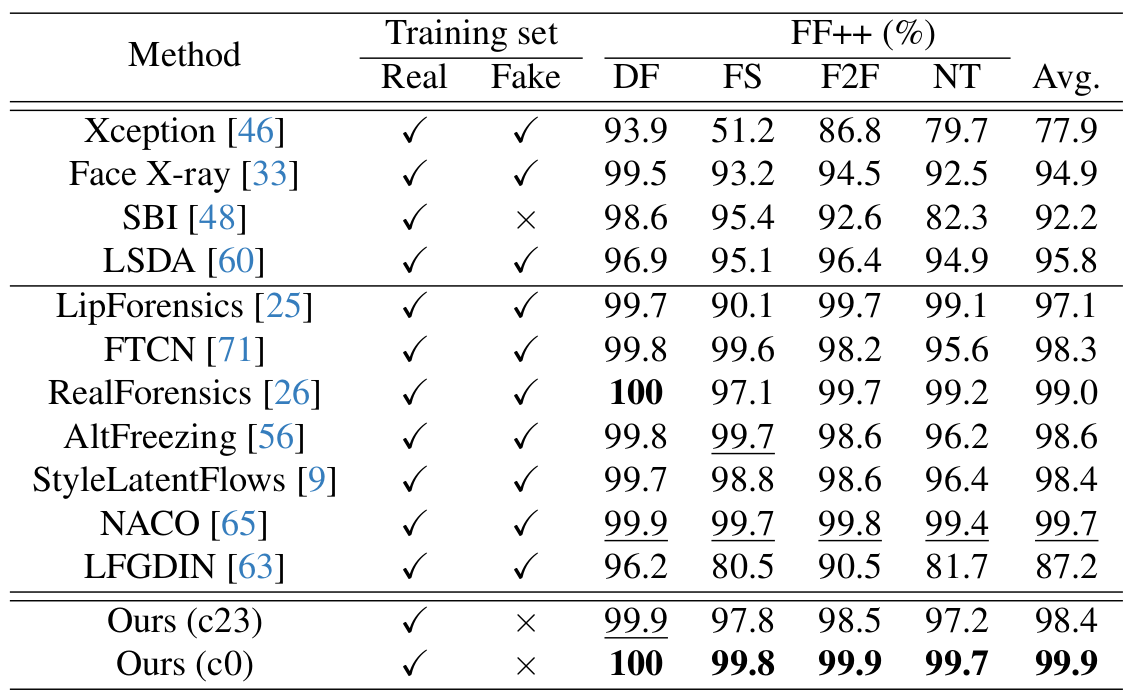 Method Training set FF++ (%)
Real Fake DF FS F2F NT Avg.
Xception [46] ✓ ✓ 93.9 51.2 86.8 79.7 77.9
Face X-ray [33] ✓ ✓ 99.5 93.2 94.5 92.5 94.9
SBI [48] ✓ × 98.6 95.4 92.6 82.3 92.2
LSDA [60] ✓ ✓ 96.9 95.1 96.4 94.9 95.8
LipForensics [25] ✓ ✓ 99.7 90.1 99.7 99.1 97.1
FTCN [71] ✓ ✓ 99.8 99.6 98.2 95.6 98.3
RealForensics [26] ✓ ✓ 100 97.1 99.7 99.2 99.0
AltFreezing [56] ✓ ✓ 99.8 99.7 98.6 96.2 98.6
StyleLatentFlows [9] ✓ ✓ 99.7 98.8 98.6 96.4 98.4
NACO [65] ✓ ✓ 99.9 99.7 99.8 99.4 99.7
LFGDIN [63] ✓ ✓ 96.2 80.5 90.5 81.7 87.2
Ours (c23) ✓ × 99.9 97.8 98.5 97.2 98.4
Ours (c0) ✓ × 100 99.8 99.9 99.7 99.9